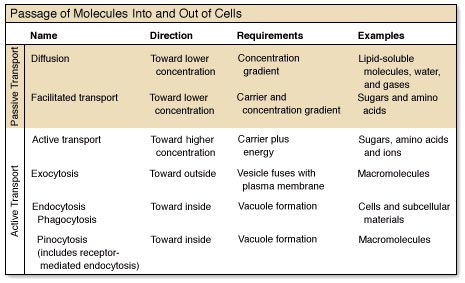 Passage of Molecules Into and Out of Cells
Name Direction Requirements Examples
Passive Transport
Diffusion Toward lower Concentration Lipid-soluble
concentration gradient molecules, water,
and gases
Facilitated transport Toward lower Carrier and Sugars and amino
concentration concentration gradient acids
Active Transport
Active transport Toward higher Carrier plus Sugars, amino acids
concentration energy and ions
Exocytosis Toward outside Vesicle fuses with Macromolecules
plasma membrane
Endocytosis Toward inside Vacuole formation Cells and subcellular
Phagocytosis materials
Pinocytosis Toward inside Vacuole formation Macromolecules
(includes receptor-
mediated endocytosis)